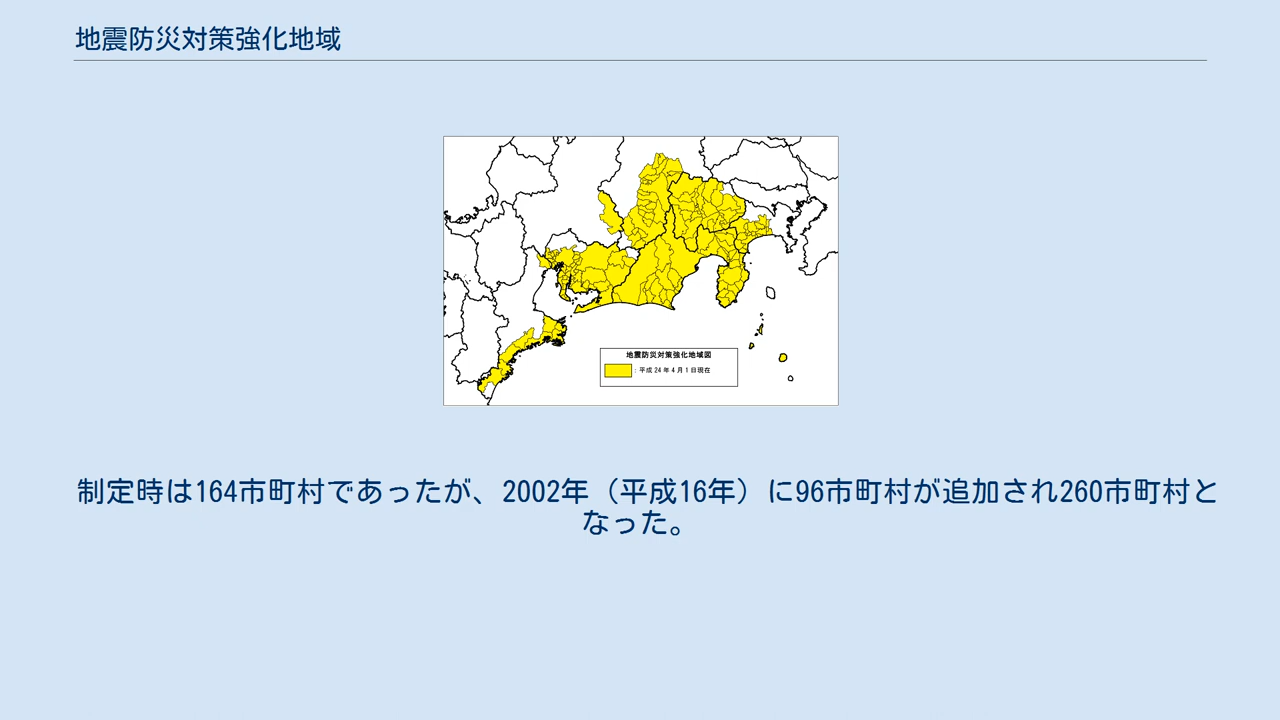 地震防災対策強化地域
地震防災対策強化地域図
：平成24年4月1日現在
制定時は164市町村であったが、2002年（平成16年）に96市町村が追加され260市町村と
なった。